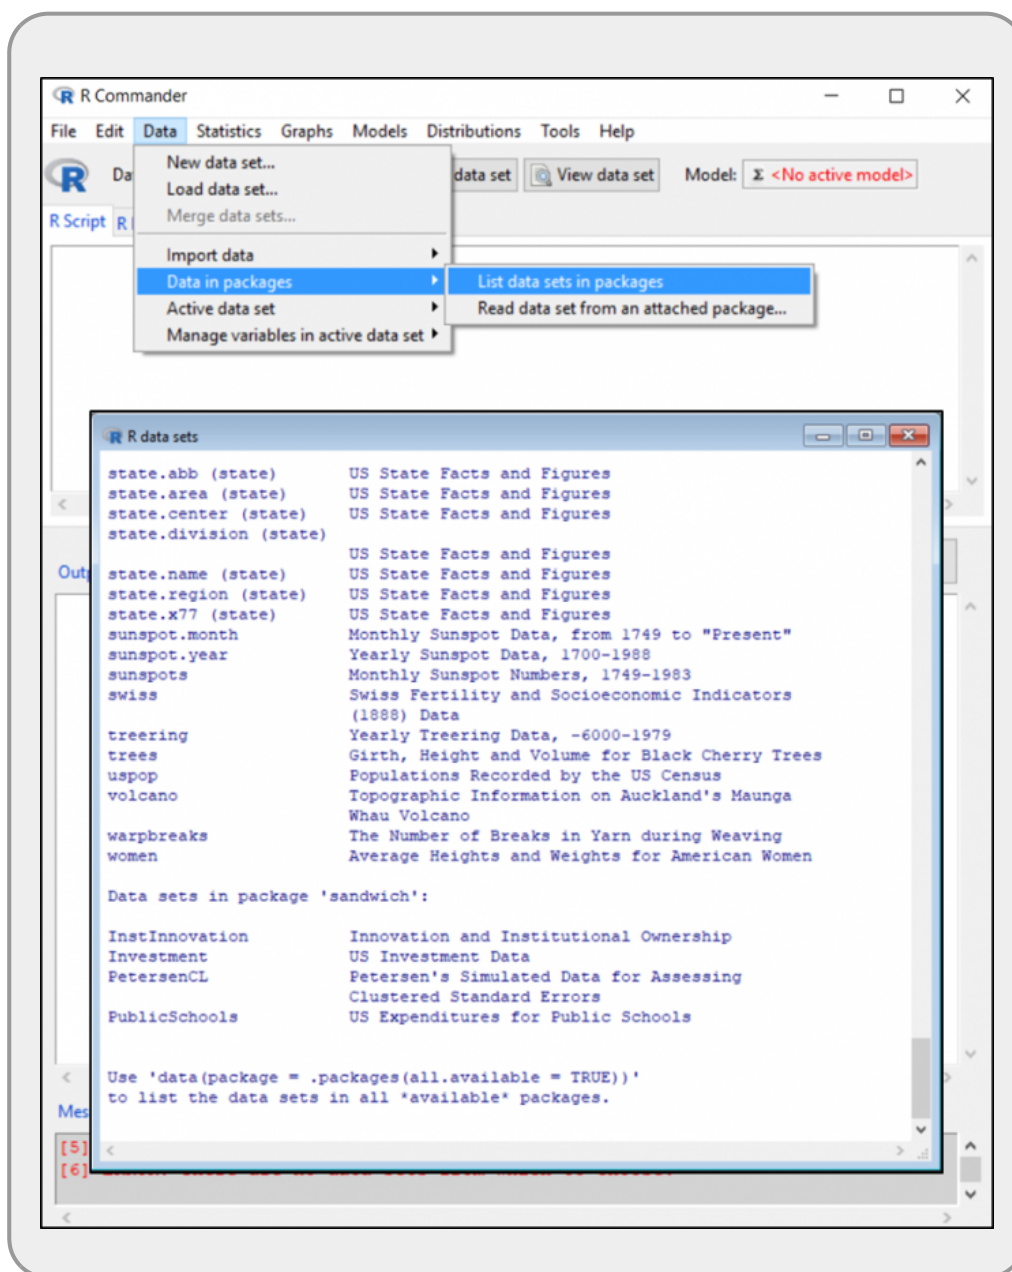 R Commander
File Edit Data Statistics Graphs Models Distributions Tools Help
Da data set View data set Model: Σ <No active model>
New data set...
Load data set...
Merge data sets...
R Script R
Import data
Data in packages
List data sets in packages
Active data set
Read data set from an attached package...
Manage variables in active data set
R data sets
state.abb (state) US State Facts and Figures
state.area (state) US State Facts and Figures
state.center (state) US State Facts and Figures
state.division (state)
US State Facts and Figures
state.name (state) US State Facts and Figures
state.region (state) US State Facts and Figures
state.x77 (state) US State Facts and Figures
sunspot.month Monthly Sunspot Data, from 1749 to "Present"
sunspot.year Yearly Sunspot Data, 1700-1988
sunspots Monthly Sunspot Numbers, 1749-1983
swiss Swiss Fertility and Socioeconomic Indicators
(1888) Data
treering Yearly Treering Data, -6000-1979
trees Girth, Height and Volume for Black Cherry Trees
uspop Populations Recorded by the US Census
volcano Topographic Information on Auckland's Maunga
Whau Volcano
warpbreaks The Number of Breaks in Yarn during Weaving
women Average Heights and Weights for American Women
Data sets in package 'sandwich':
InstInnovation Innovation and Institutional Ownership
Investment US Investment Data
PetersenCL Petersen's Simulated Data for Assessing
Clustered Standard Errors
PublicSchools US Expenditures for Public Schools
Use 'data(package = .packages(all.available = TRUE))'
to list the data sets in all *available* packages.
Outp
Mes
[5]
[6]